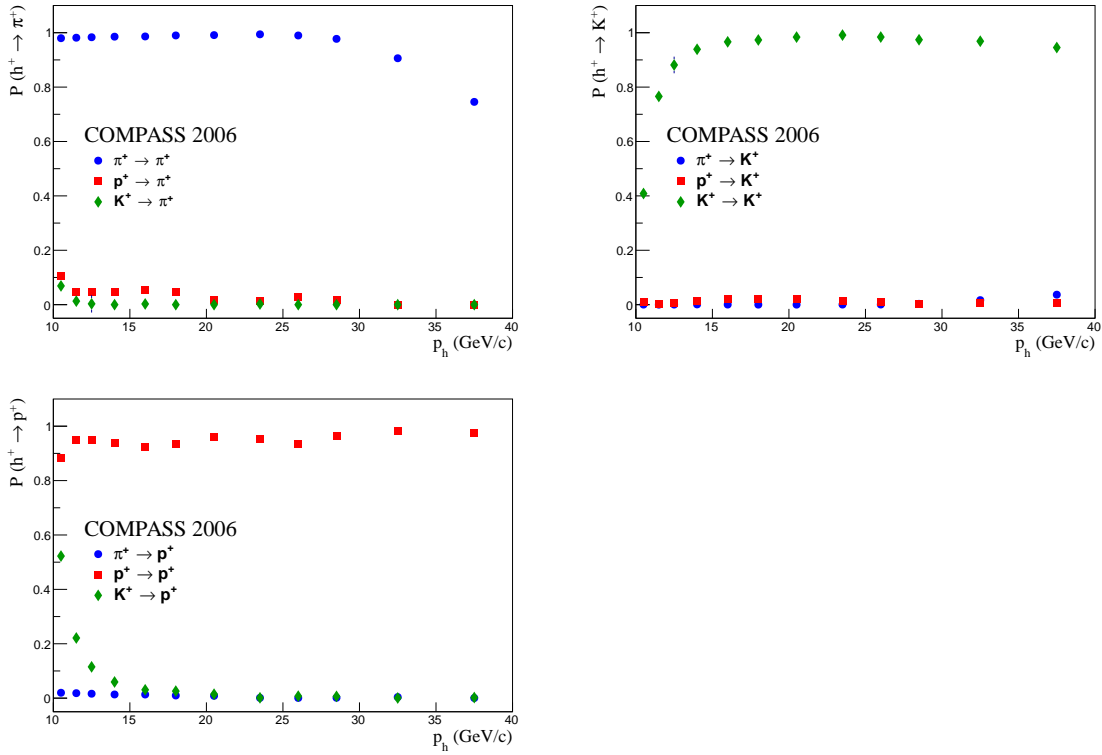 P (h⁺ → π⁺)
1
0.8
0.6
0.4
0.2
0
COMPASS 2006
π⁺ → π⁺
p⁺ → π⁺
K⁺ → π⁺
10 15 20 25 30 35 40
p_h (GeV/c)
P (h⁺ → K⁺)
1
0.8
0.6
0.4
0.2
0
COMPASS 2006
π⁺ → K⁺
p⁺ → K⁺
K⁺ → K⁺
10 15 20 25 30 35 40
p_h (GeV/c)
P (h⁺ → p⁺)
1
0.8
0.6
0.4
0.2
0
COMPASS 2006
π⁺ → p⁺
p⁺ → p⁺
K⁺ → p⁺
10 15 20 25 30 35 40
p_h (GeV/c)